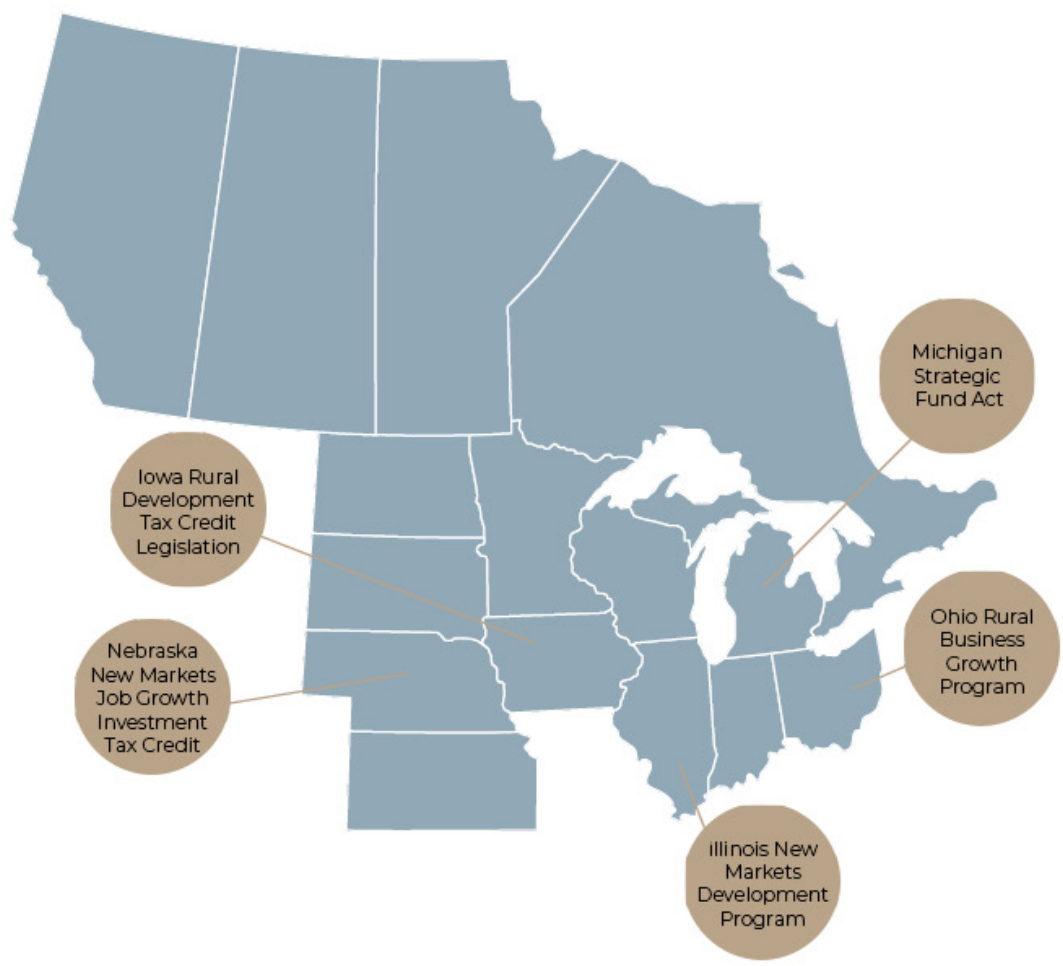 Michigan
Strategic
Fund Act
Iowa Rural
Development
Tax Credit
Legislation
Ohio Rural
Business
Growth
Program
Nebraska
New Markets
Job Growth
Investment
Tax Credit
illinois New
Markets
Development
Program